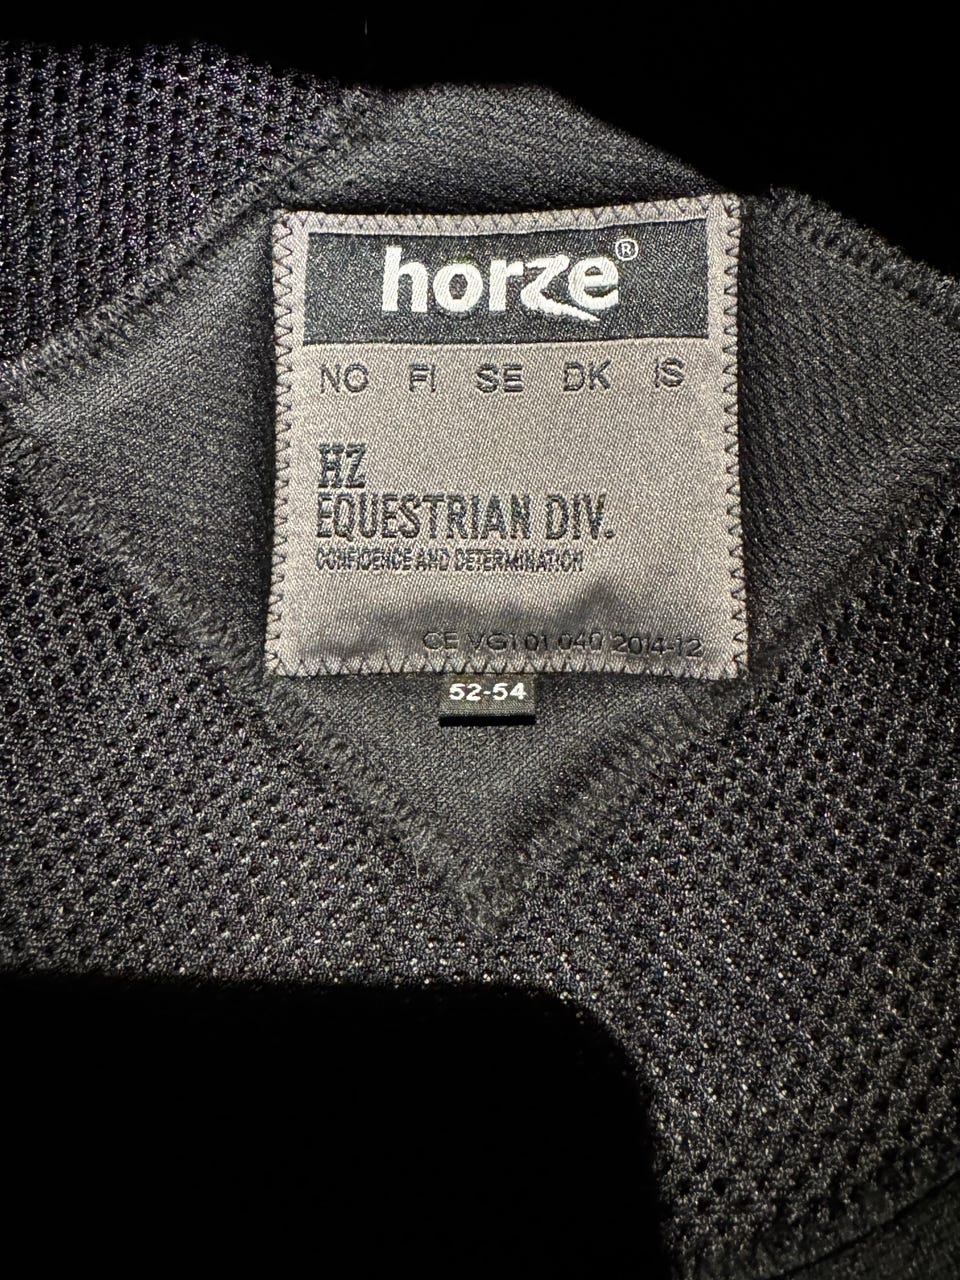 horze®
NO FI SE DK IS
HZ
EQUESTRIAN DIV.
CONFIDENCE AND DETERMINATION
CE VG1 01 040 2014-12
52-54